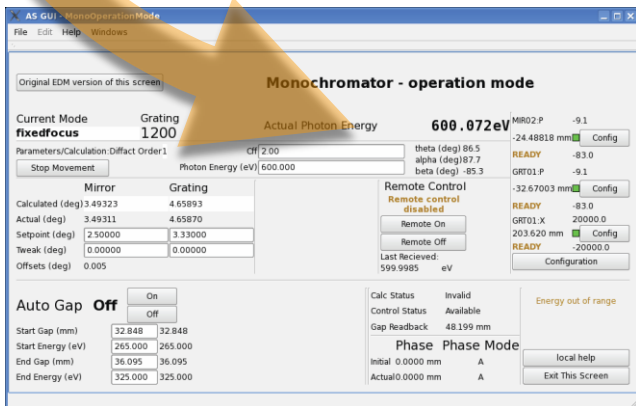 AS GUI - MonoOperationMode
File Edit Help Windows
Original EDM version of this screen
Monochromator - operation mode
Current Mode Grating
fixedfocus 1200
Actual Photon Energy 600.072eV
MIR02:P -9.1
-24.48818 mm Config
READY -83.0
GRT01:P -9.1
-32.67003 mm Config
READY -83.0
GRT01:X 20000.0
203.620 mm Config
READY -20000.0
Configuration
Parameters/Calculation:Diffact Order1
Cff 2.00
theta (deg) 86.5
alpha (deg)87.7
beta (deg) -85.3
Stop Movement
Photon Energy (eV) 600.000
Mirror Grating
Calculated (deg) 3.49323 4.65893
Actual (deg) 3.49311 4.65870
Setpoint (deg) 2.50000 3.33000
Tweak (deg) 0.00000 0.00000
Offsets (deg) 0.005
Remote Control
Remote control
disabled
Remote On
Remote Off
Last Recieved:
599.9985 eV
Auto Gap Off
On
Off
Start Gap (mm) 32.848 32.848
Start Energy (eV) 265.000 265.000
End Gap (mm) 36.095 36.095
End Energy (eV) 325.000 325.000
Calc Status Invalid
Control Status Available
Gap Readback 48.199 mm
Phase Phase Mode
Initial 0.0000 mm A
Actual0.0000 mm A
Energy out of range
local help
Exit This Screen